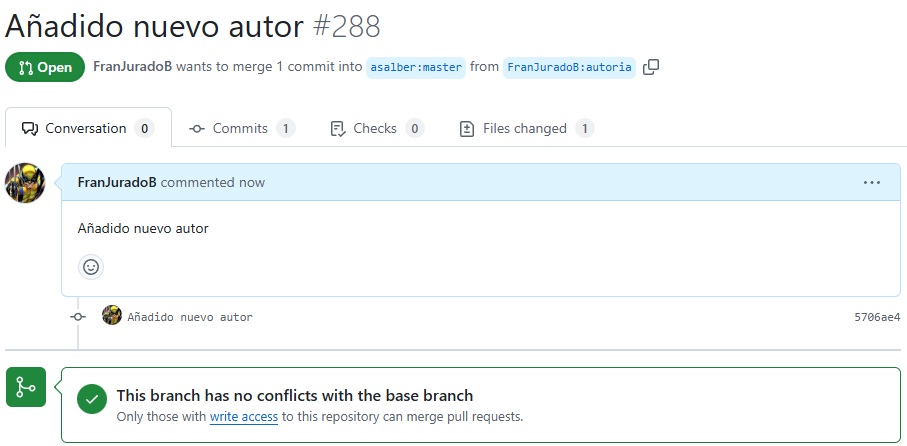 Añadido nuevo autor #288
Open FranJuradoB wants to merge 1 commit into asalber:master from FranJuradoB:autoria
Conversation 0 Commits 1 Checks 0 Files changed 1
FranJuradoB commented now
Añadido nuevo autor
Añadido nuevo autor 5706ae4
This branch has no conflicts with the base branch
Only those with write access to this repository can merge pull requests.